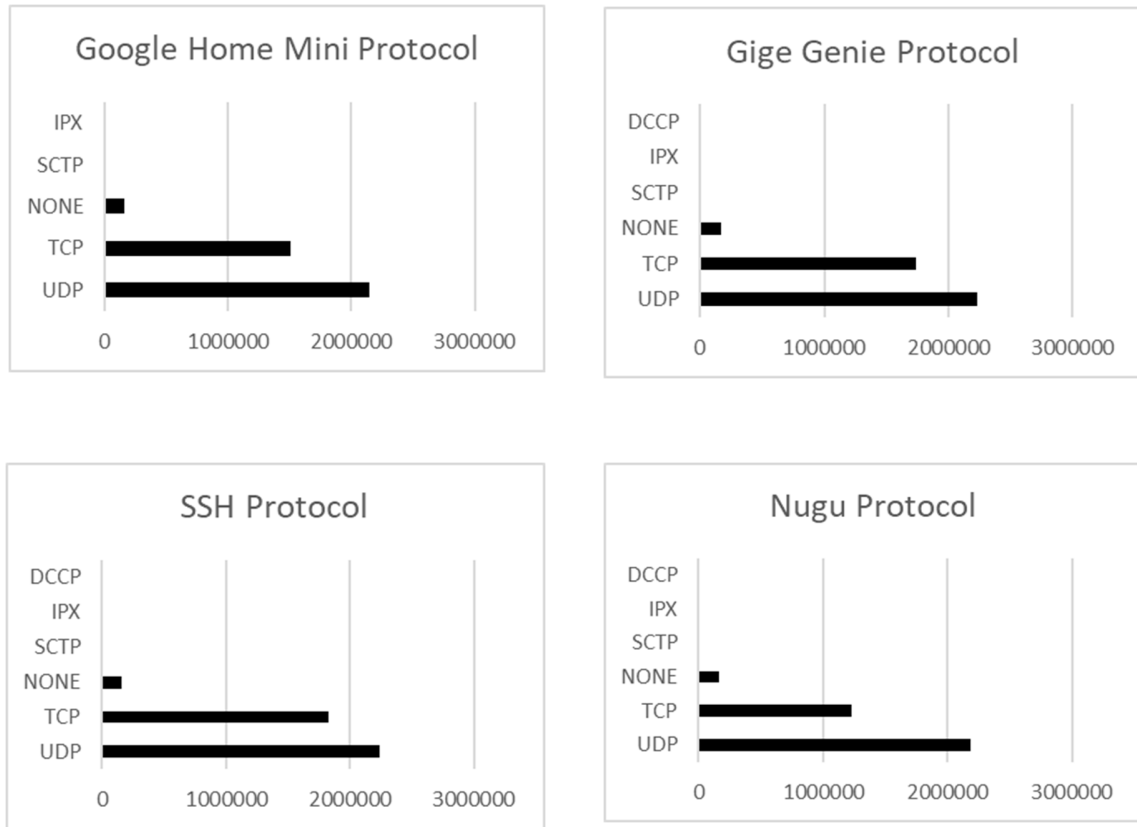 Google Home Mini Protocol
IPX
SCTP
NONE
TCP
UDP
0 1000000 2000000 3000000
Gige Genie Protocol
DCCP
IPX
SCTP
NONE
TCP
UDP
0 1000000 2000000 3000000
SSH Protocol
DCCP
IPX
SCTP
NONE
TCP
UDP
0 1000000 2000000 3000000
Nugu Protocol
DCCP
IPX
SCTP
NONE
TCP
UDP
0 1000000 2000000 3000000